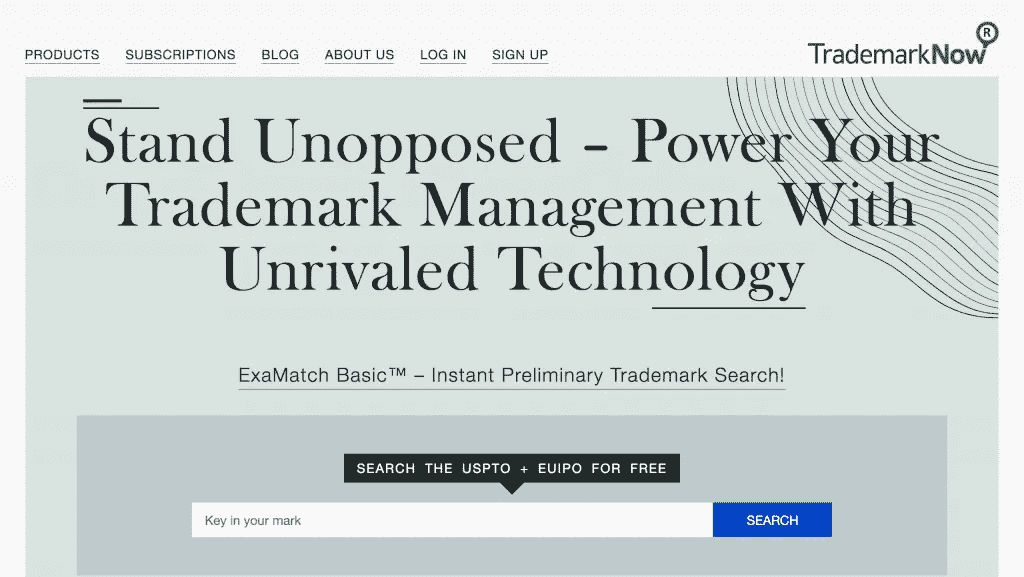 PRODUCTS SUBSCRIPTIONS BLOG ABOUT US LOG IN SIGN UP
TrademarkNow ®
Stand Unopposed – Power Your
Trademark Management With
Unrivaled Technology
ExaMatch Basic™ – Instant Preliminary Trademark Search!
SEARCH THE USPTO + EUIPO FOR FREE
Key in your mark SEARCH